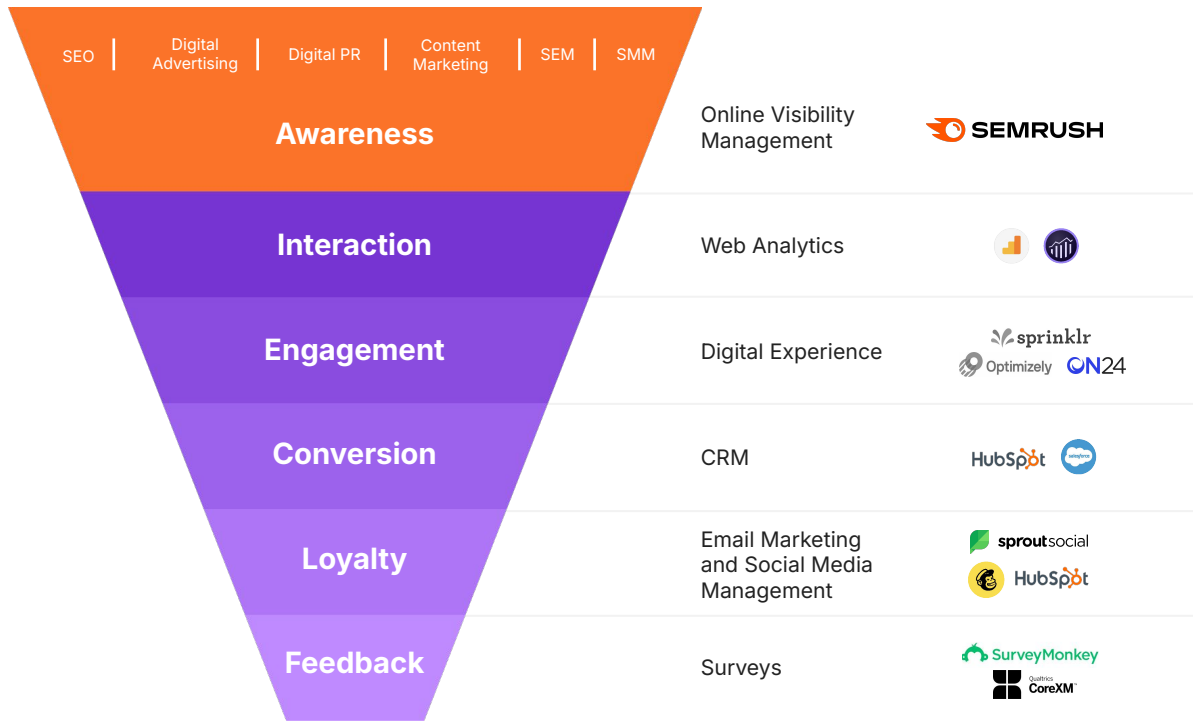 SEO
Digital
Advertising
Digital PR
Content
Marketing
SEM
SMM
Awareness
Online Visibility
Management
SEMRUSH
Interaction
Web Analytics
Engagement
Digital Experience
sprinklr
Optimizely
ON24
Conversion
CRM
HubSpot
salesforce
Loyalty
Email Marketing
and Social Media
Management
sproutsocial
HubSpot
Feedback
Surveys
SurveyMonkey
Qualtrics
CoreXM™